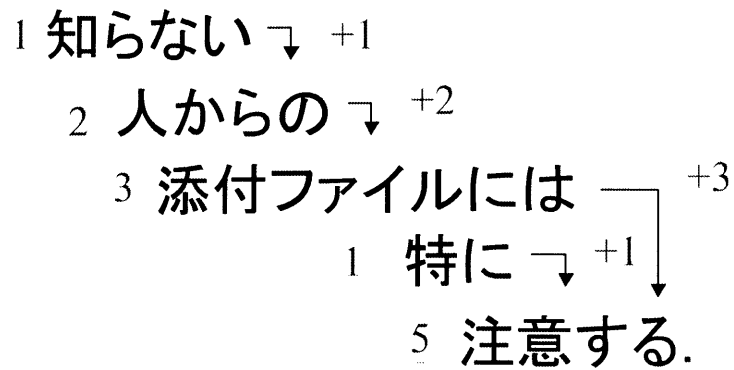 1 知らない +1
2 人からの +2
3 添付ファイルには +3
1 特に +1
5 注意する.